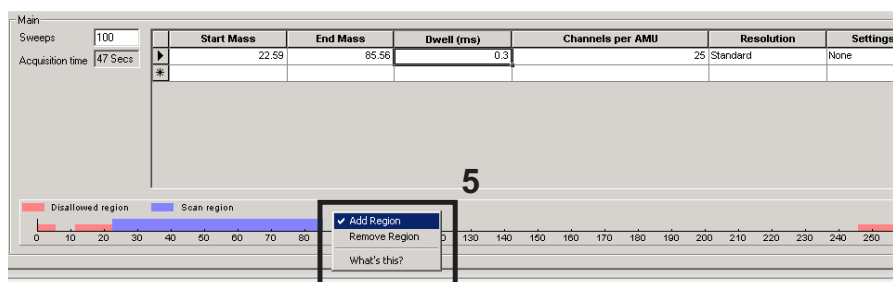 Main
Sweeps 100
Acquisition time 47 Secs
Start Mass End Mass Dwell (ms) Channels per AMU Resolution Settings
22.59 85.56 0.3 25 Standard None
5
Disallowed region Scan region
Add Region
Remove Region
What's this?
0 10 20 30 40 50 60 70 80 130 140 150 160 170 180 190 200 210 220 230 240 250